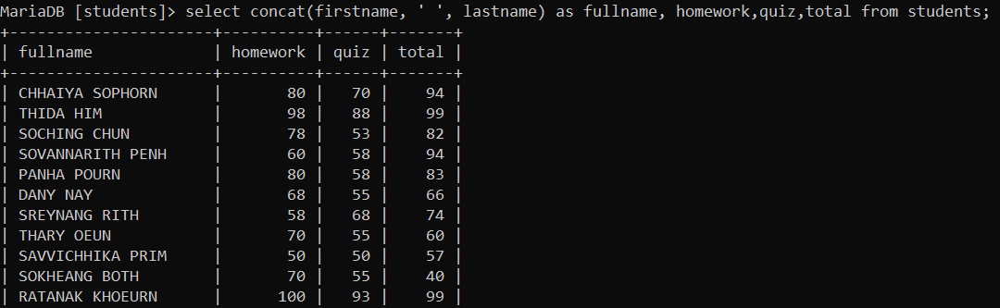 MariaDB [students]> select concat(firstname, ' ', lastname) as fullname, homework,quiz,total from students;
+---------------------+----------+------+-------+
| fullname            | homework | quiz | total |
+---------------------+----------+------+-------+
| CHHAIYA SOPHORN     |       80 |   70 |    94 |
| THIDA HIM           |       98 |   88 |    99 |
| SOCHING CHUN        |       78 |   53 |    82 |
| SOVANNARITH PENH    |       60 |   58 |    94 |
| PANHA POURN         |       80 |   58 |    83 |
| DANY NAY            |       68 |   55 |    66 |
| SREYNANG RITH       |       58 |   68 |    74 |
| THARY OEUN          |       70 |   55 |    60 |
| SAVVICHHIKA PRIM    |       50 |   50 |    57 |
| SOKHEANG BOTH       |       70 |   55 |    40 |
| RATANAK KHOEURN     |      100 |   93 |    99 |